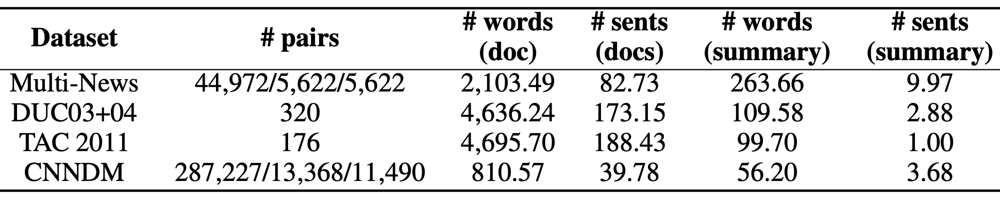 Dataset # pairs # words (doc) # sents (docs) # words (summary) # sents (summary)
Multi-News 44,972/5,622/5,622 2,103.49 82.73 263.66 9.97
DUC03+04 320 4,636.24 173.15 109.58 2.88
TAC 2011 176 4,695.70 188.43 99.70 1.00
CNNDM 287,227/13,368/11,490 810.57 39.78 56.20 3.68